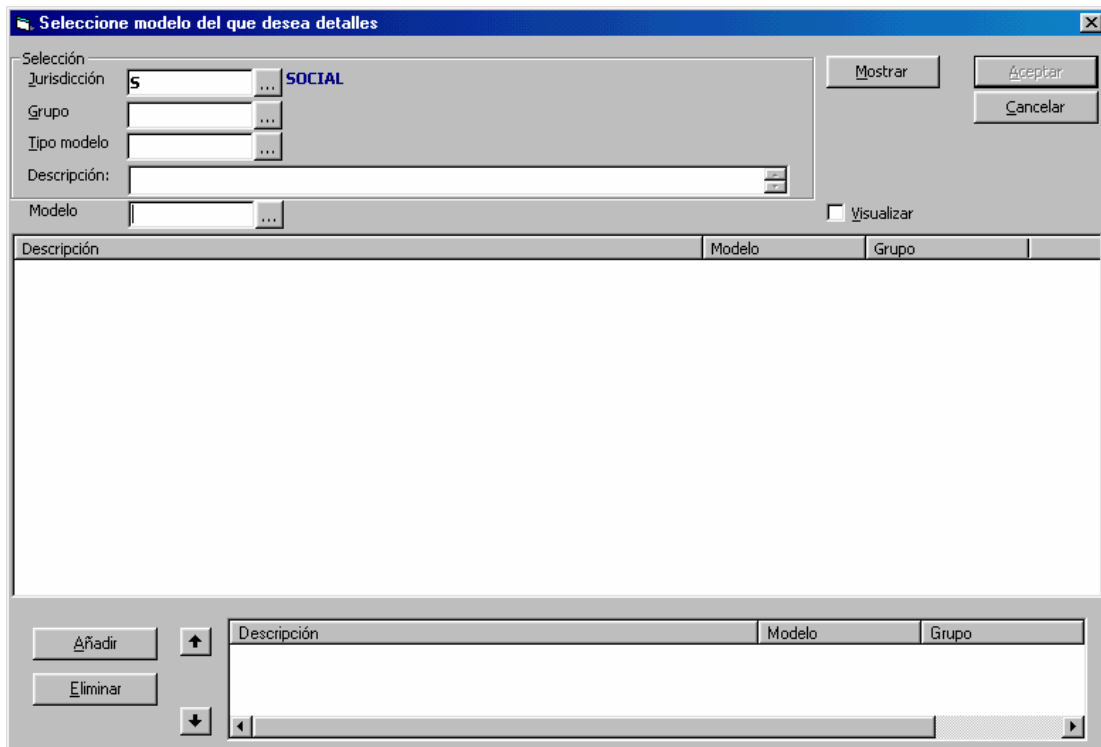 Seleccione modelo del que desea detalles
Selección
Jurisdicción S ... SOCIAL
Mostrar
Aceptar
Grupo ...
Cancelar
Tipo modelo ...
Descripción:
Modelo ...
Visualizar
Descripción Modelo Grupo
Añadir
Descripción Modelo Grupo
Eliminar